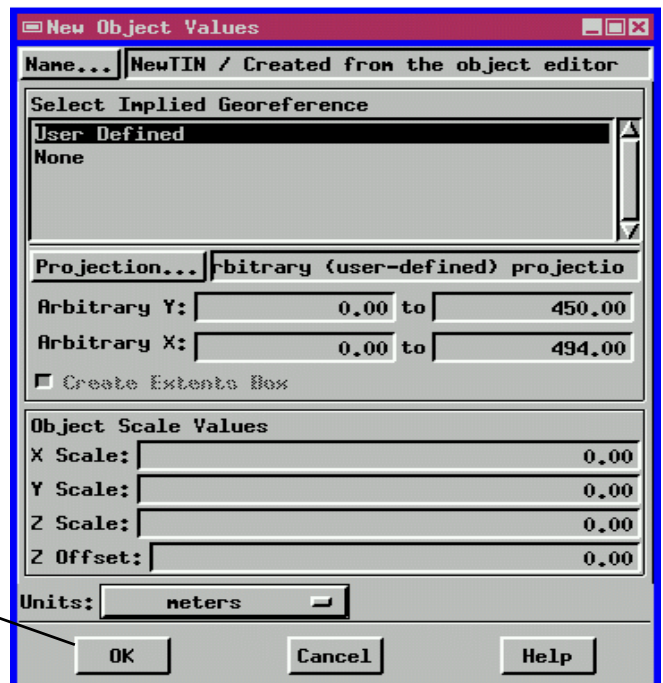 New Object Values
Name... NewTIN / Created from the object editor
Select Implied Georeference
User Defined
None
Projection... rbitrary (user-defined) projectio
Arbitrary Y: 0.00 to 450.00
Arbitrary X: 0.00 to 494.00
Create Extents Box
Object Scale Values
X Scale: 0.00
Y Scale: 0.00
Z Scale: 0.00
Z Offset: 0.00
Units: meters
OK Cancel Help